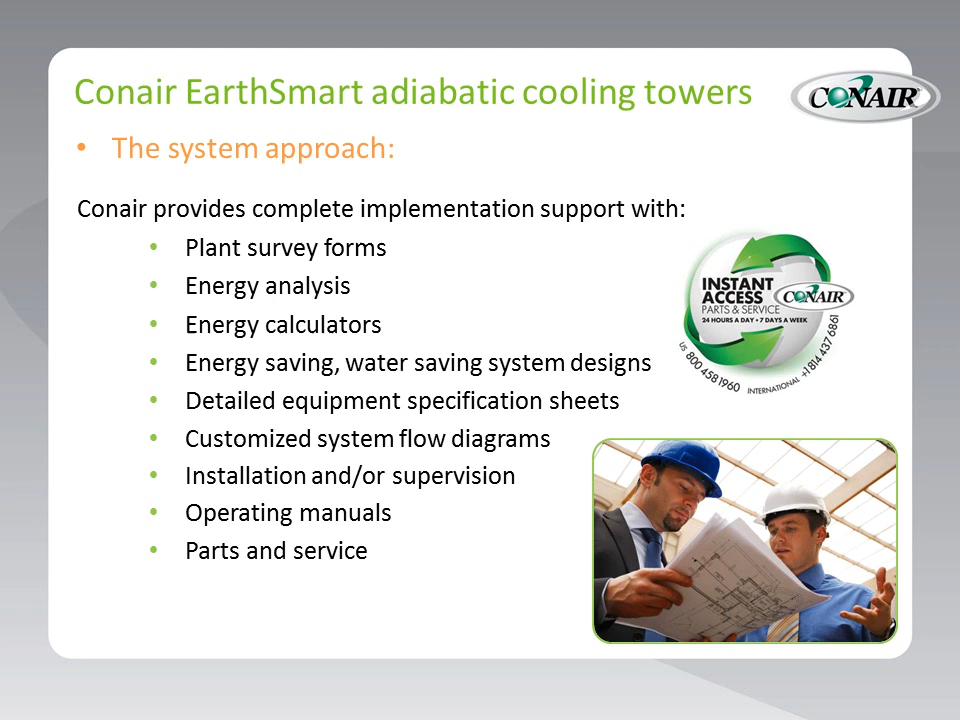 Conair EarthSmart adiabatic cooling towers
CONAIR
• The system approach:
Conair provides complete implementation support with:
• Plant survey forms
• Energy analysis
• Energy calculators
• Energy saving, water saving system designs
• Detailed equipment specification sheets
• Customized system flow diagrams
• Installation and/or supervision
• Operating manuals
• Parts and service
INSTANT
ACCESS
PARTS & SERVICE
24 HOURS A DAY • 7 DAYS A WEEK
CONAIR
US 800 458 1960 INTERNATIONAL +1 814 437 6861